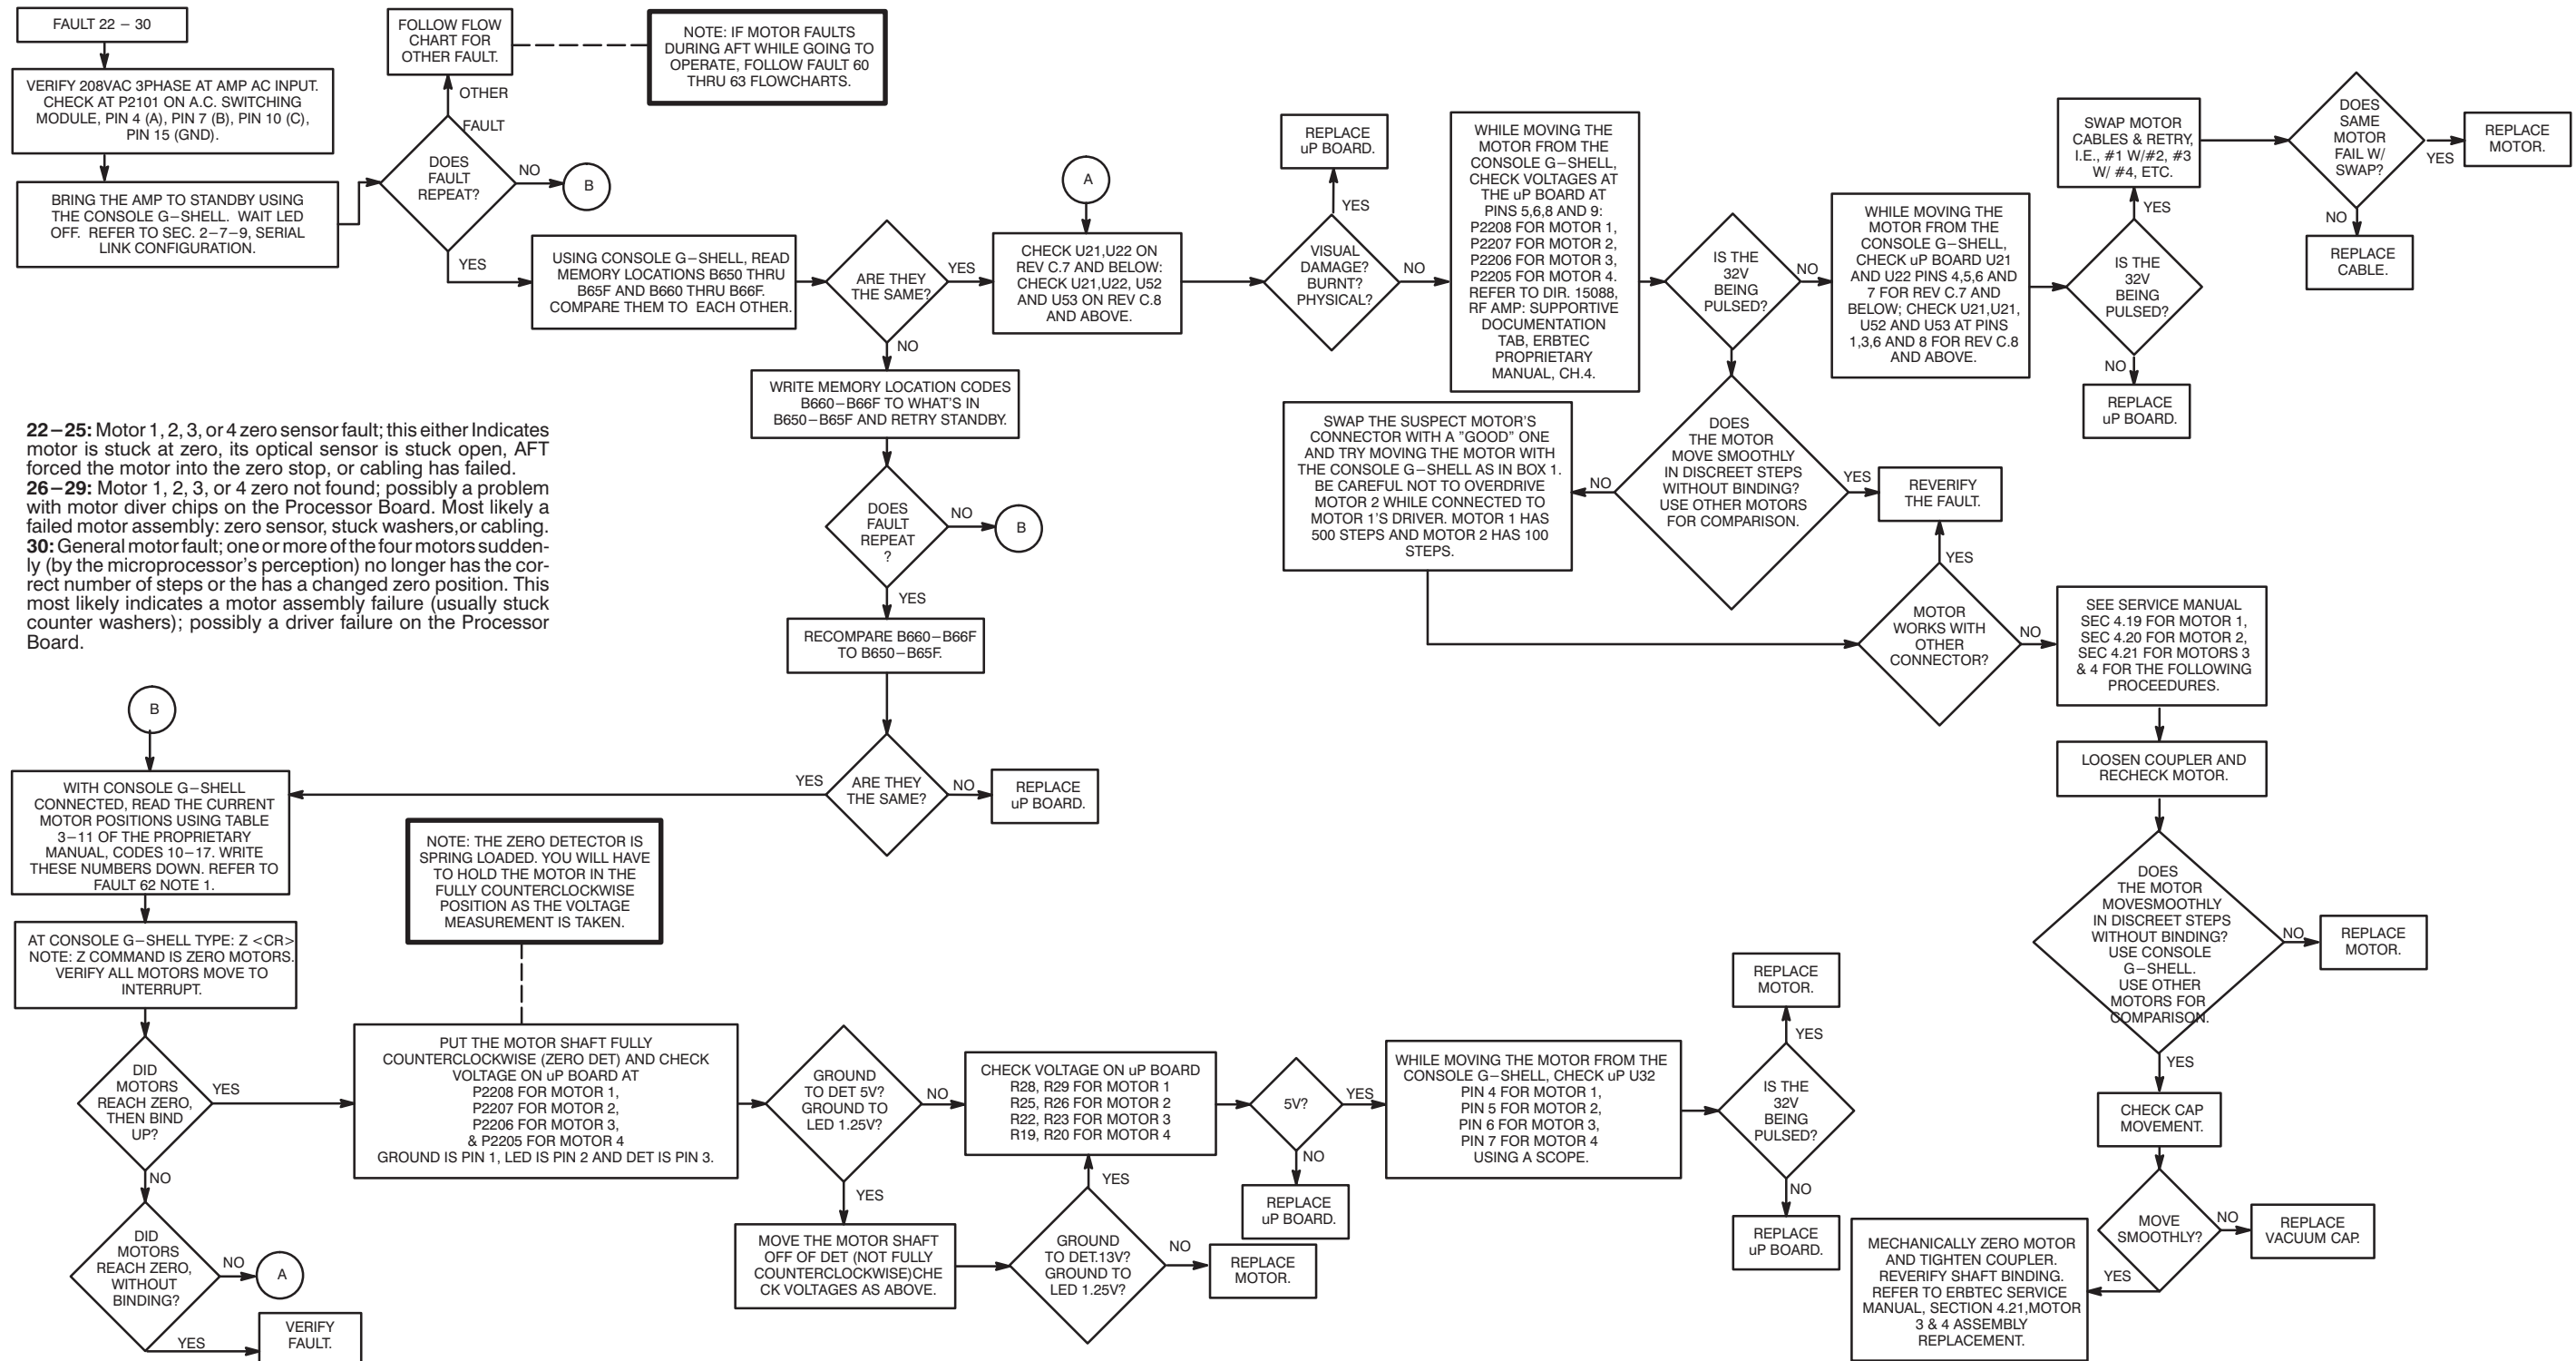 FAULT 22 – 30
VERIFY 208VAC 3PHASE AT AMP AC INPUT.
CHECK AT P2101 ON A.C. SWITCHING
MODULE, PIN 4 (A), PIN 7 (B), PIN 10 (C),
PIN 15 (GND).
BRING THE AMP TO STANDBY USING
THE CONSOLE G–SHELL. WAIT LED
OFF. REFER TO SEC. 2–7–9, SERIAL
LINK CONFIGURATION.
FOLLOW FLOW
CHART FOR
OTHER FAULT.
NOTE: IF MOTOR FAULTS
DURING AFT WHILE GOING TO
OPERATE, FOLLOW FAULT 60
THRU 63 FLOWCHARTS.
OTHER
FAULT
DOES
FAULT
REPEAT?
NO
B
YES
USING CONSOLE G–SHELL, READ
MEMORY LOCATIONS B650 THRU
B65F AND B660 THRU B66F.
COMPARE THEM TO EACH OTHER.
ARE THEY
THE SAME?
YES
NO
A
CHECK U21,U22 ON
REV C.7 AND BELOW:
CHECK U21,U22, U52
AND U53 ON REV C.8
AND ABOVE.
REPLACE
uP BOARD.
YES
VISUAL
DAMAGE?
BURNT?
PHYSICAL?
NO
WHILE MOVING THE
MOTOR FROM THE
CONSOLE G–SHELL,
CHECK VOLTAGES AT
THE uP BOARD AT
PINS 5,6,8 AND 9:
P2208 FOR MOTOR 1,
P2207 FOR MOTOR 2,
P2206 FOR MOTOR 3,
P2205 FOR MOTOR 4.
REFER TO DIR. 15088,
RF AMP: SUPPORTIVE
DOCUMENTATION
TAB, ERBTEC
PROPRIETARY
MANUAL, CH.4.
IS THE
32V
BEING
PULSED?
NO
WHILE MOVING THE
MOTOR FROM THE
CONSOLE G–SHELL,
CHECK uP BOARD U21
AND U22 PINS 4,5,6 AND
7 FOR REV C.7 AND
BELOW; CHECK U21,U21,
U52 AND U53 AT PINS
1,3,6 AND 8 FOR REV C.8
AND ABOVE.
SWAP MOTOR
CABLES & RETRY,
I.E., #1 W/#2, #3
W/ #4, ETC.
YES
IS THE
32V
BEING
PULSED?
NO
REPLACE
uP BOARD.
DOES
SAME
MOTOR
FAIL W/
SWAP?
YES
REPLACE
MOTOR.
NO
REPLACE
CABLE.
WRITE MEMORY LOCATION CODES
B660–B66F TO WHAT'S IN
B650–B65F AND RETRY STANDBY.
DOES
FAULT
REPEAT
?
NO
B
YES
RECOMPARE B660–B66F
TO B650–B65F.
ARE THEY
THE SAME?
YES
NO
REPLACE
uP BOARD.
22–25: Motor 1, 2, 3, or 4 zero sensor fault; this either Indicates
motor is stuck at zero, its optical sensor is stuck open, AFT
forced the motor into the zero stop, or cabling has failed.
26–29: Motor 1, 2, 3, or 4 zero not found; possibly a problem
with motor diver chips on the Processor Board. Most likely a
failed motor assembly: zero sensor, stuck washers,or cabling.
30: General motor fault; one or more of the four motors sudden-
ly (by the microprocessor's perception) no longer has the cor-
rect number of steps or the has a changed zero position. This
most likely indicates a motor assembly failure (usually stuck
counter washers); possibly a driver failure on the Processor
Board.
SWAP THE SUSPECT MOTOR'S
CONNECTOR WITH A "GOOD" ONE
AND TRY MOVING THE MOTOR WITH
THE CONSOLE G–SHELL AS IN BOX 1.
BE CAREFUL NOT TO OVERDRIVE
MOTOR 2 WHILE CONNECTED TO
MOTOR 1'S DRIVER. MOTOR 1 HAS
500 STEPS AND MOTOR 2 HAS 100
STEPS.
NO
DOES
THE MOTOR
MOVE SMOOTHLY
IN DISCREET STEPS
WITHOUT BINDING?
USE OTHER MOTORS
FOR COMPARISON.
YES
REVERIFY
THE FAULT.
YES
MOTOR
WORKS WITH
OTHER
CONNECTOR?
NO
SEE SERVICE MANUAL
SEC 4.19 FOR MOTOR 1,
SEC 4.20 FOR MOTOR 2,
SEC 4.21 FOR MOTORS 3
& 4 FOR THE FOLLOWING
PROCEEDURES.
LOOSEN COUPLER AND
RECHECK MOTOR.
DOES
THE MOTOR
MOVESMOOTHLY
IN DISCREET STEPS
WITHOUT BINDING?
USE CONSOLE
G–SHELL.
USE OTHER
MOTORS FOR
COMPARISON.
NO
REPLACE
MOTOR.
YES
CHECK CAP
MOVEMENT.
MOVE
SMOOTHLY?
NO
REPLACE
VACUUM CAP.
YES
MECHANICALLY ZERO MOTOR
AND TIGHTEN COUPLER.
REVERIFY SHAFT BINDING.
REFER TO ERBTEC SERVICE
MANUAL, SECTION 4.21,MOTOR
3 & 4 ASSEMBLY
REPLACEMENT.
B
WITH CONSOLE G–SHELL
CONNECTED, READ THE CURRENT
MOTOR POSITIONS USING TABLE
3–11 OF THE PROPRIETARY
MANUAL, CODES 10–17. WRITE
THESE NUMBERS DOWN. REFER TO
FAULT 62 NOTE 1.
AT CONSOLE G–SHELL TYPE: Z <CR>
NOTE: Z COMMAND IS ZERO MOTORS.
VERIFY ALL MOTORS MOVE TO
INTERRUPT.
DID
MOTORS
REACH ZERO,
THEN BIND
UP?
YES
NO
DID
MOTORS
REACH ZERO,
WITHOUT
BINDING?
NO
A
YES
VERIFY
FAULT.
NOTE: THE ZERO DETECTOR IS
SPRING LOADED. YOU WILL HAVE
TO HOLD THE MOTOR IN THE
FULLY COUNTERCLOCKWISE
POSITION AS THE VOLTAGE
MEASUREMENT IS TAKEN.
PUT THE MOTOR SHAFT FULLY
COUNTERCLOCKWISE (ZERO DET) AND CHECK
VOLTAGE ON uP BOARD AT
P2208 FOR MOTOR 1,
P2207 FOR MOTOR 2,
P2206 FOR MOTOR 3,
& P2205 FOR MOTOR 4
GROUND IS PIN 1, LED IS PIN 2 AND DET IS PIN 3.
GROUND
TO DET 5V?
GROUND TO
LED 1.25V?
NO
YES
MOVE THE MOTOR SHAFT
OFF OF DET (NOT FULLY
COUNTERCLOCKWISE)CHE
CK VOLTAGES AS ABOVE.
CHECK VOLTAGE ON uP BOARD
R28, R29 FOR MOTOR 1
R25, R26 FOR MOTOR 2
R22, R23 FOR MOTOR 3
R19, R20 FOR MOTOR 4
YES
GROUND
TO DET.13V?
GROUND TO
LED 1.25V?
NO
REPLACE
MOTOR.
5V?
YES
NO
REPLACE
uP BOARD.
WHILE MOVING THE MOTOR FROM THE
CONSOLE G–SHELL, CHECK uP U32
PIN 4 FOR MOTOR 1,
PIN 5 FOR MOTOR 2,
PIN 6 FOR MOTOR 3,
PIN 7 FOR MOTOR 4
USING A SCOPE.
REPLACE
MOTOR.
YES
IS THE
32V
BEING
PULSED?
NO
REPLACE
uP BOARD.